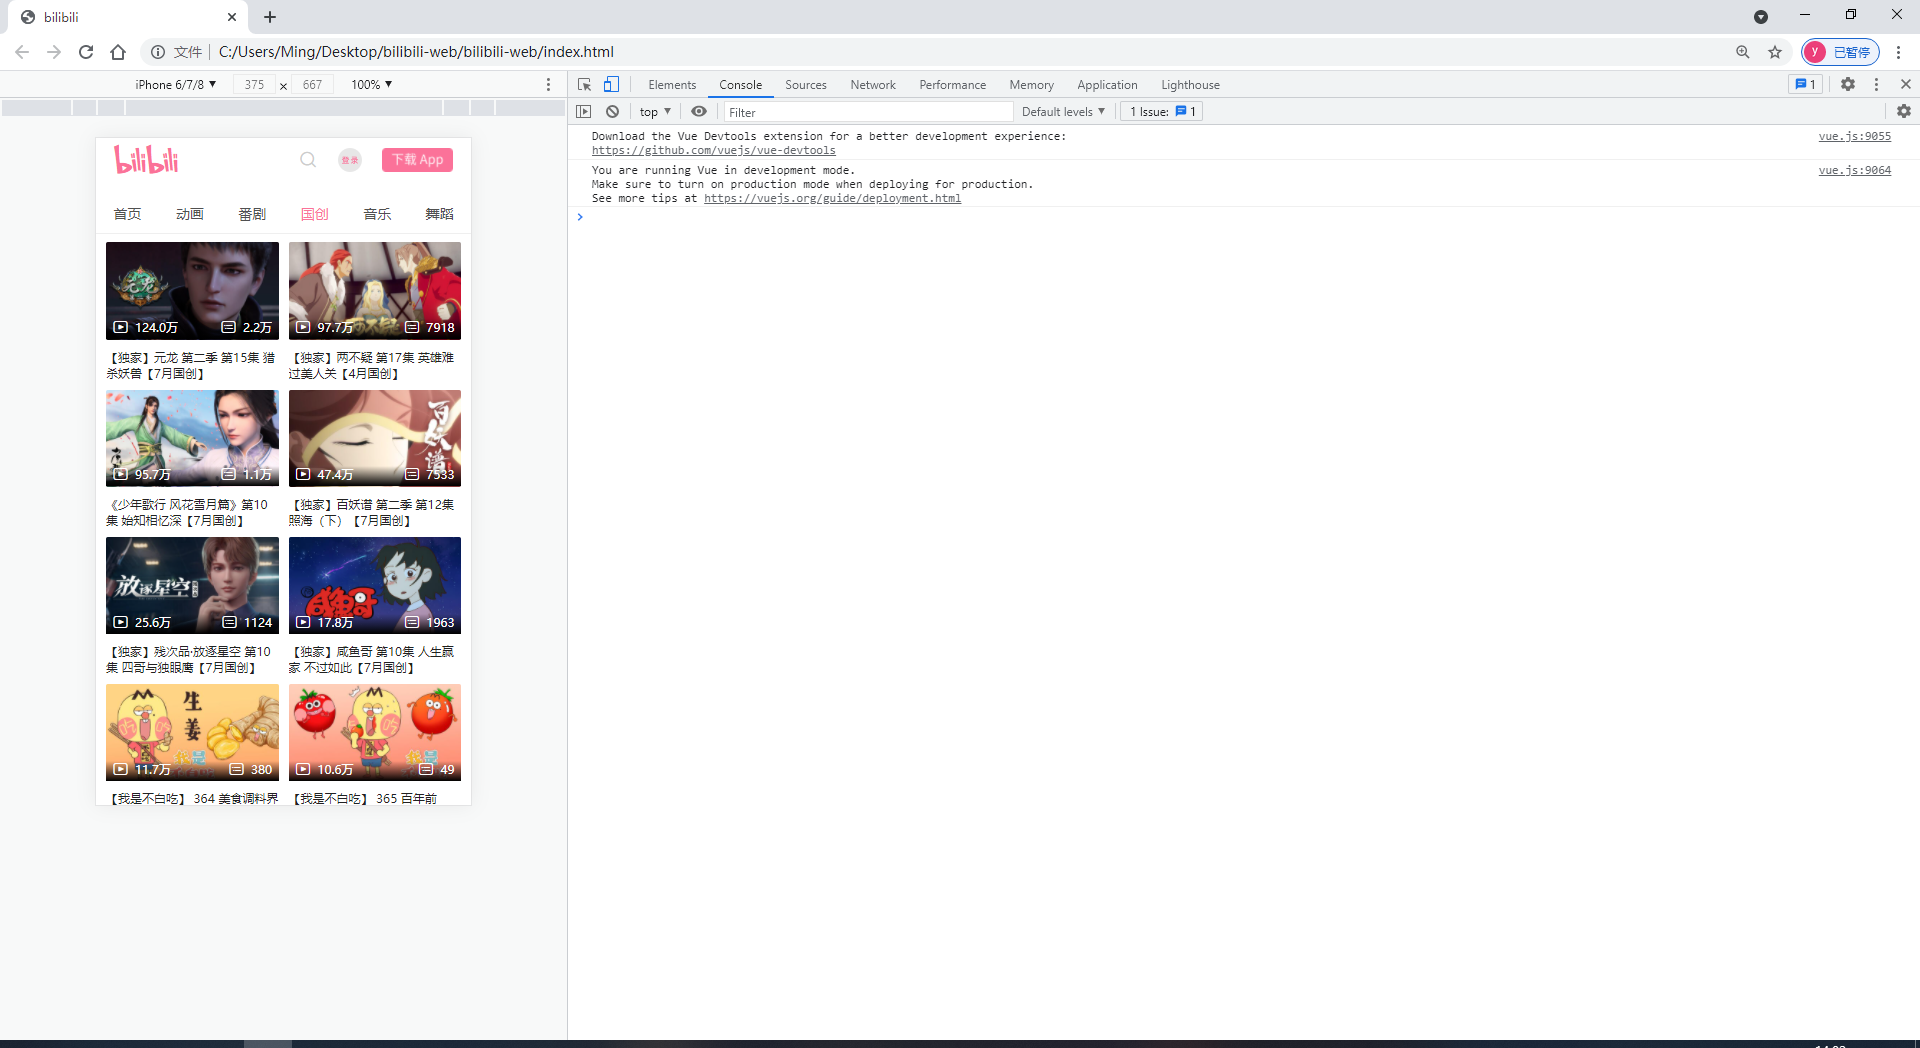 bilibili
文件 C:/Users/Ming/Desktop/bilibili-web/bilibili-web/index.html
y 已暂停
iPhone 6/7/8 375 × 667 100%
Elements Console Sources Network Performance Memory Application Lighthouse 1
top Filter Default levels 1 Issue: 1
Download the Vue Devtools extension for a better development experience: vue.js:9055
https://github.com/vuejs/vue-devtools
You are running Vue in development mode. vue.js:9064
Make sure to turn on production mode when deploying for production.
See more tips at https://vuejs.org/guide/deployment.html
bilibili 登录 下载 App
首页 动画 番剧 国创 音乐 舞蹈
元龙
124.0万 2.2万
97.7万 7918
【独家】元龙 第二季 第15集 猎
杀妖兽【7月国创】
【独家】两不疑 第17集 英雄难
过美人关【4月国创】
95.7万 1.1万
百妖谱
47.4万 7533
《少年歌行 风花雪月篇》第10
集 始知相忆深【7月国创】
【独家】百妖谱 第二季 第12集
照海（下）【7月国创】
放逐星空
25.6万 1124
咸鱼哥
17.8万 1963
【独家】残次品·放逐星空 第10
集 四哥与独眼鹰【7月国创】
【独家】咸鱼哥 第10集 人生赢
家 不过如此【7月国创】
生姜
11.7万 380
10.6万 49
【我是不白吃】 364 美食调料界
【我是不白吃】 365 百年前